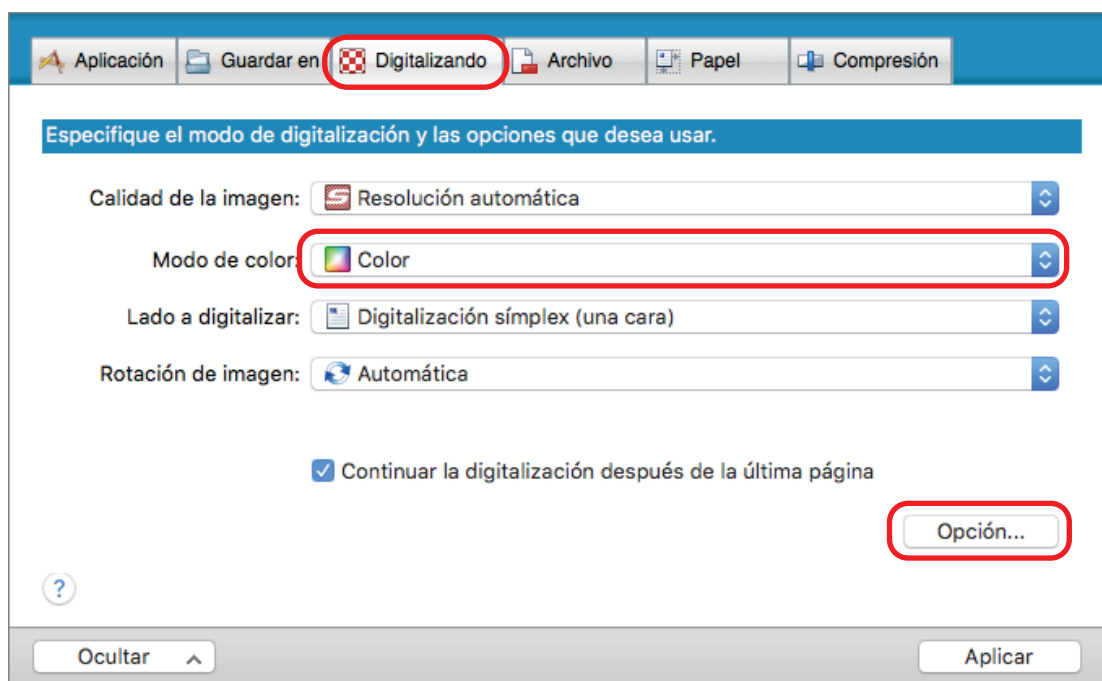 Aplicación Guardar en Digitalizando Archivo Papel Compresión
Especifique el modo de digitalización y las opciones que desea usar.
Calidad de la imagen: Resolución automática
Modo de color: Color
Lado a digitalizar: Digitalización símplex (una cara)
Rotación de imagen: Automática
Continuar la digitalización después de la última página
Opción...
?
Ocultar Aplicar